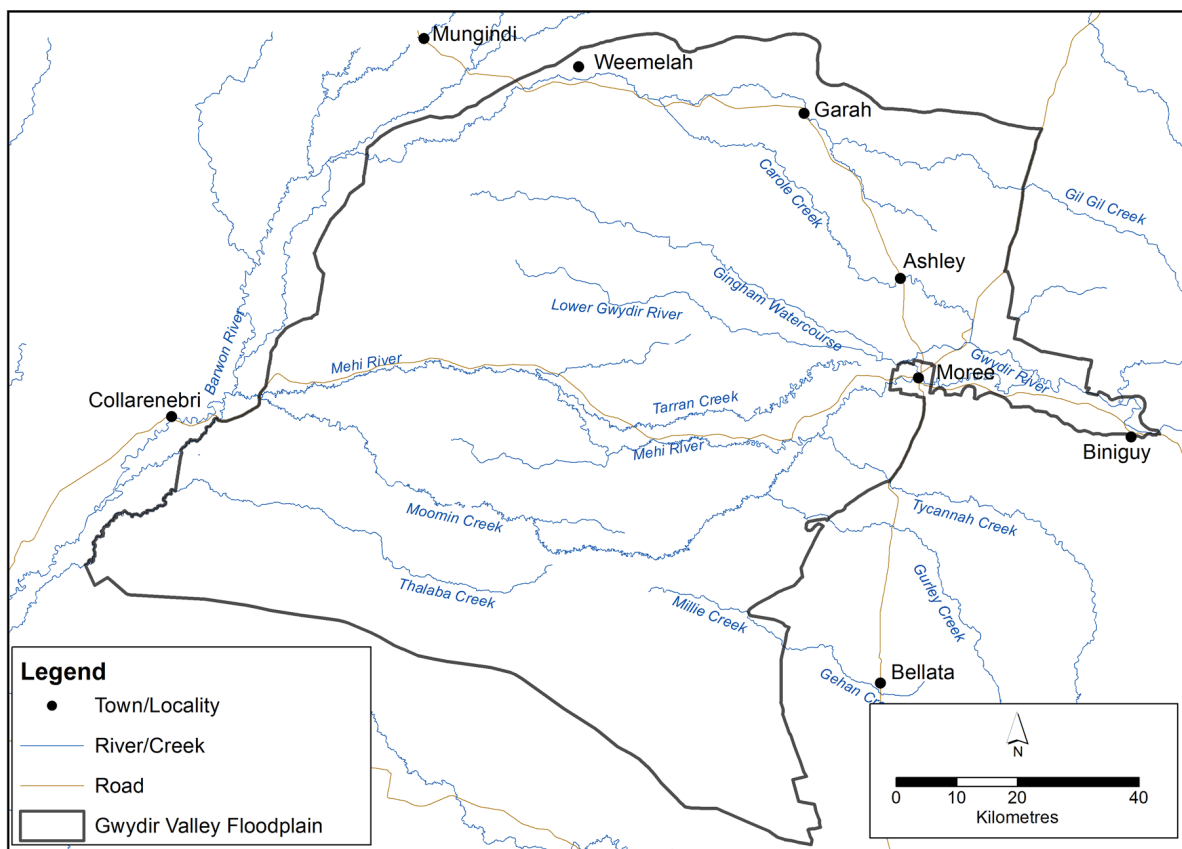 Mungindi
Weemelah
Garah
Carole Creek
Gil Gil Creek
Ashley
Gingham Watercourse
Lower Gwydir River
Barwon River
Mehi River
Gwydir River
Moree
Collarenebri
Tarran Creek
Mehi River
Biniguy
Moomin Creek
Tycannah Creek
Thalaba Creek
Gurley Creek
Millie Creek
Bellata
Gehan
Legend
Town/Locality
River/Creek
Road
Gwydir Valley Floodplain
N
0 10 20 40
Kilometres